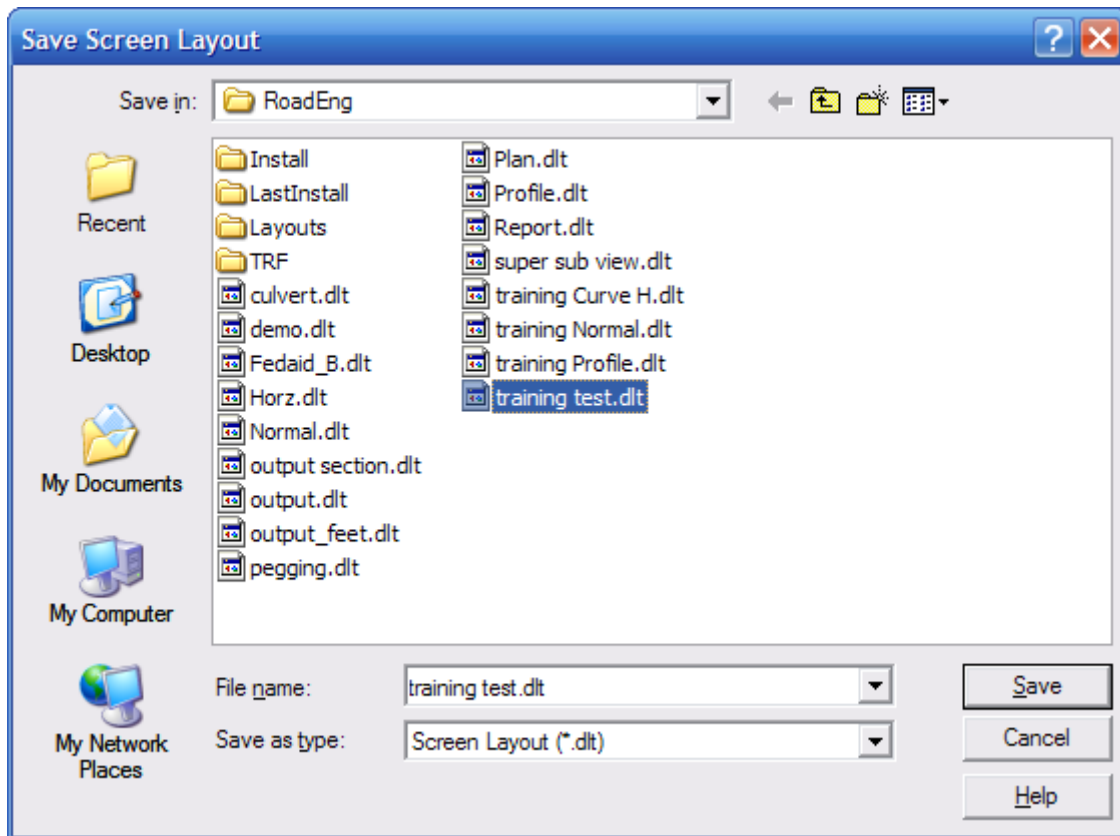 Save Screen Layout
Save in:
RoadEng
Recent
Desktop
My Documents
My Computer
My Network
Places
Install
LastInstall
Layouts
TRF
culvert.dlt
demo.dlt
Fedaid_B.dlt
Horz.dlt
Normal.dlt
output section.dlt
output.dlt
output_feet.dlt
pegging.dlt
Plan.dlt
Profile.dlt
Report.dlt
super sub view.dlt
training Curve H.dlt
training Normal.dlt
training Profile.dlt
training test.dlt
File name:
training test.dlt
Save
Save as type:
Screen Layout (*.dlt)
Cancel
Help